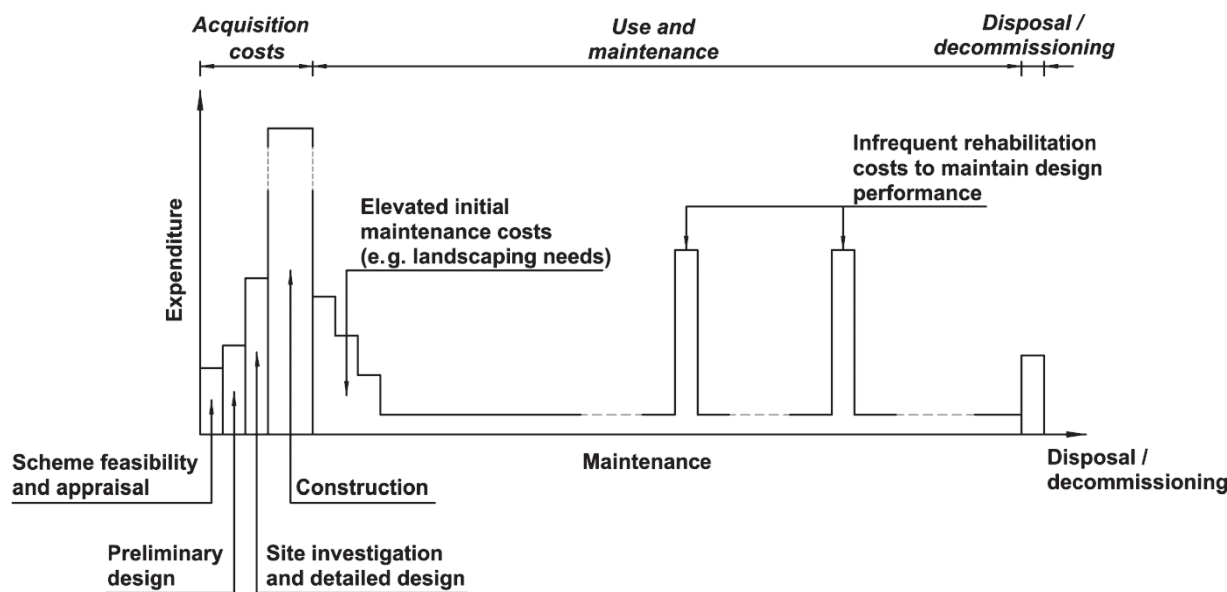 Acquisition
costs
Use and
maintenance
Disposal /
decommissioning
Expenditure
Elevated initial
maintenance costs
(e.g. landscaping needs)
Infrequent rehabilitation
costs to maintain design
performance
Scheme feasibility
and appraisal
Construction
Maintenance
Disposal /
decommissioning
Preliminary
design
Site investigation
and detailed design